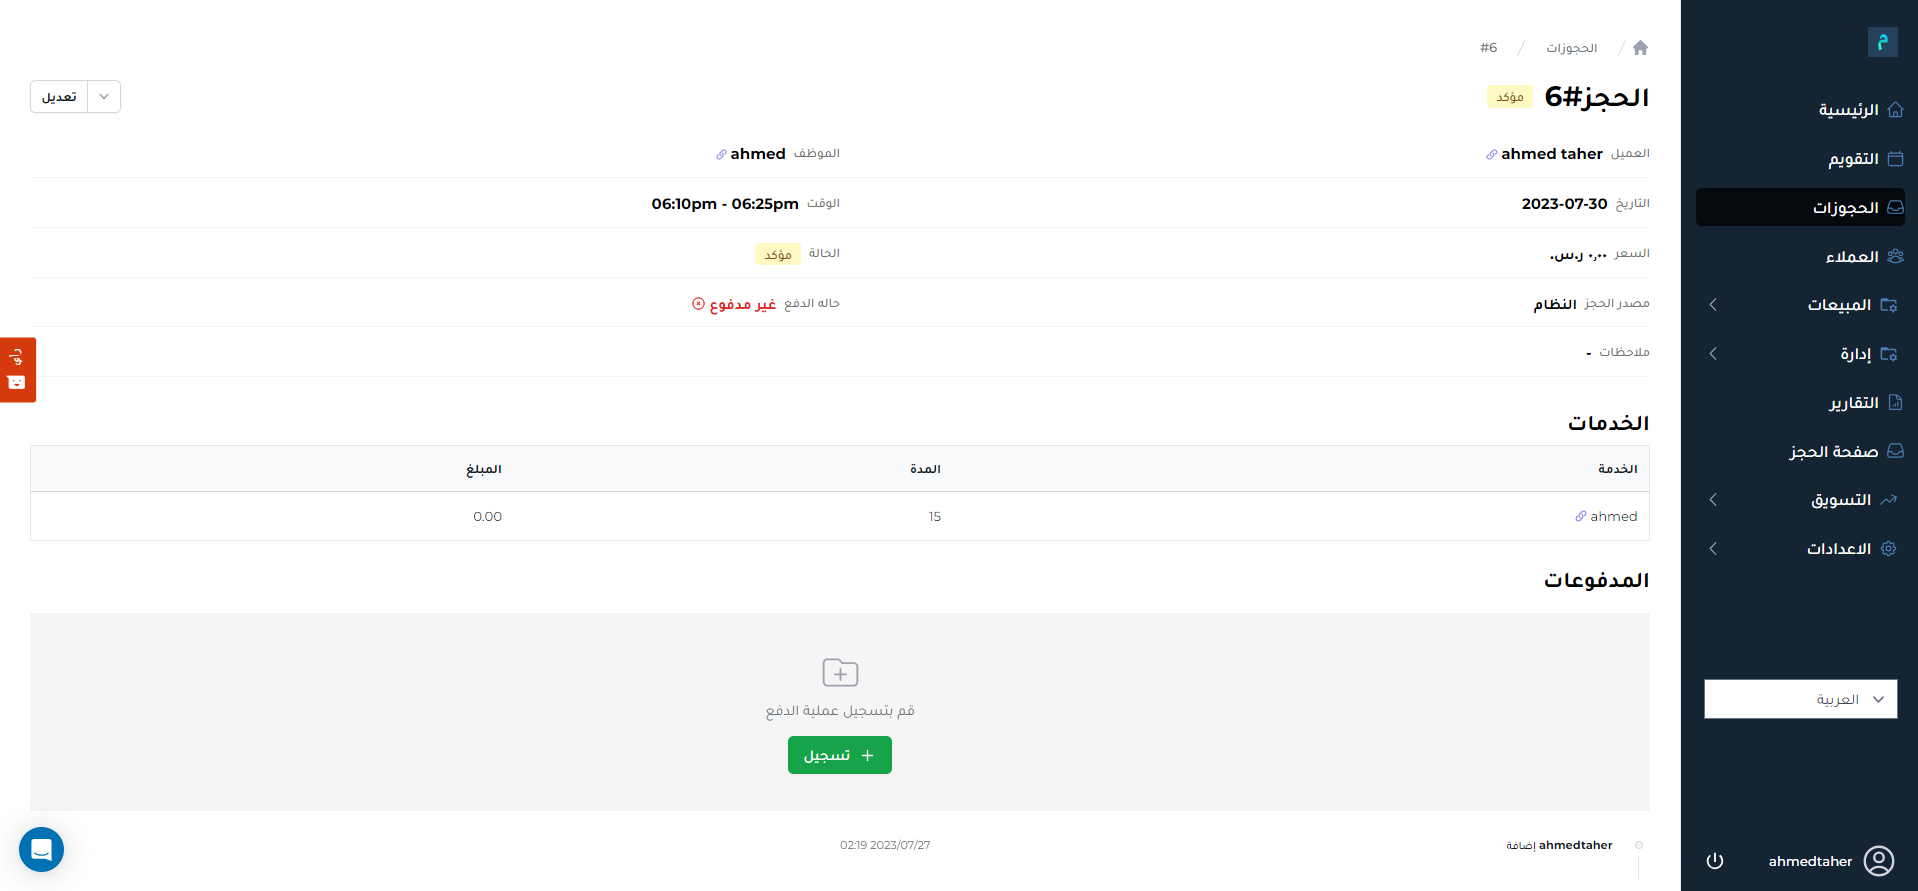 م
الرئيسية
التقويم
الحجوزات
العملاء
المبيعات
إدارة
التقارير
صفحة الحجز
التسويق
الاعدادات
العربية
ahmedtaher
الحجوزات / #6
الحجز#6 مؤكد
تعديل
العميل ahmed taher
الموظف ahmed
التاريخ 2023-07-30
الوقت 06:10pm - 06:25pm
السعر ٠٫٠٠ ر.س.
الحالة مؤكد
مصدر الحجز النظام
حاله الدفع غير مدفوع
ملاحظات -
رأي
الخدمات
الخدمة المدة المبلغ
ahmed 15 0.00
المدفوعات
قم بتسجيل عملية الدفع
+ تسجيل
ahmedtaher إضافة
02:19 2023/07/27